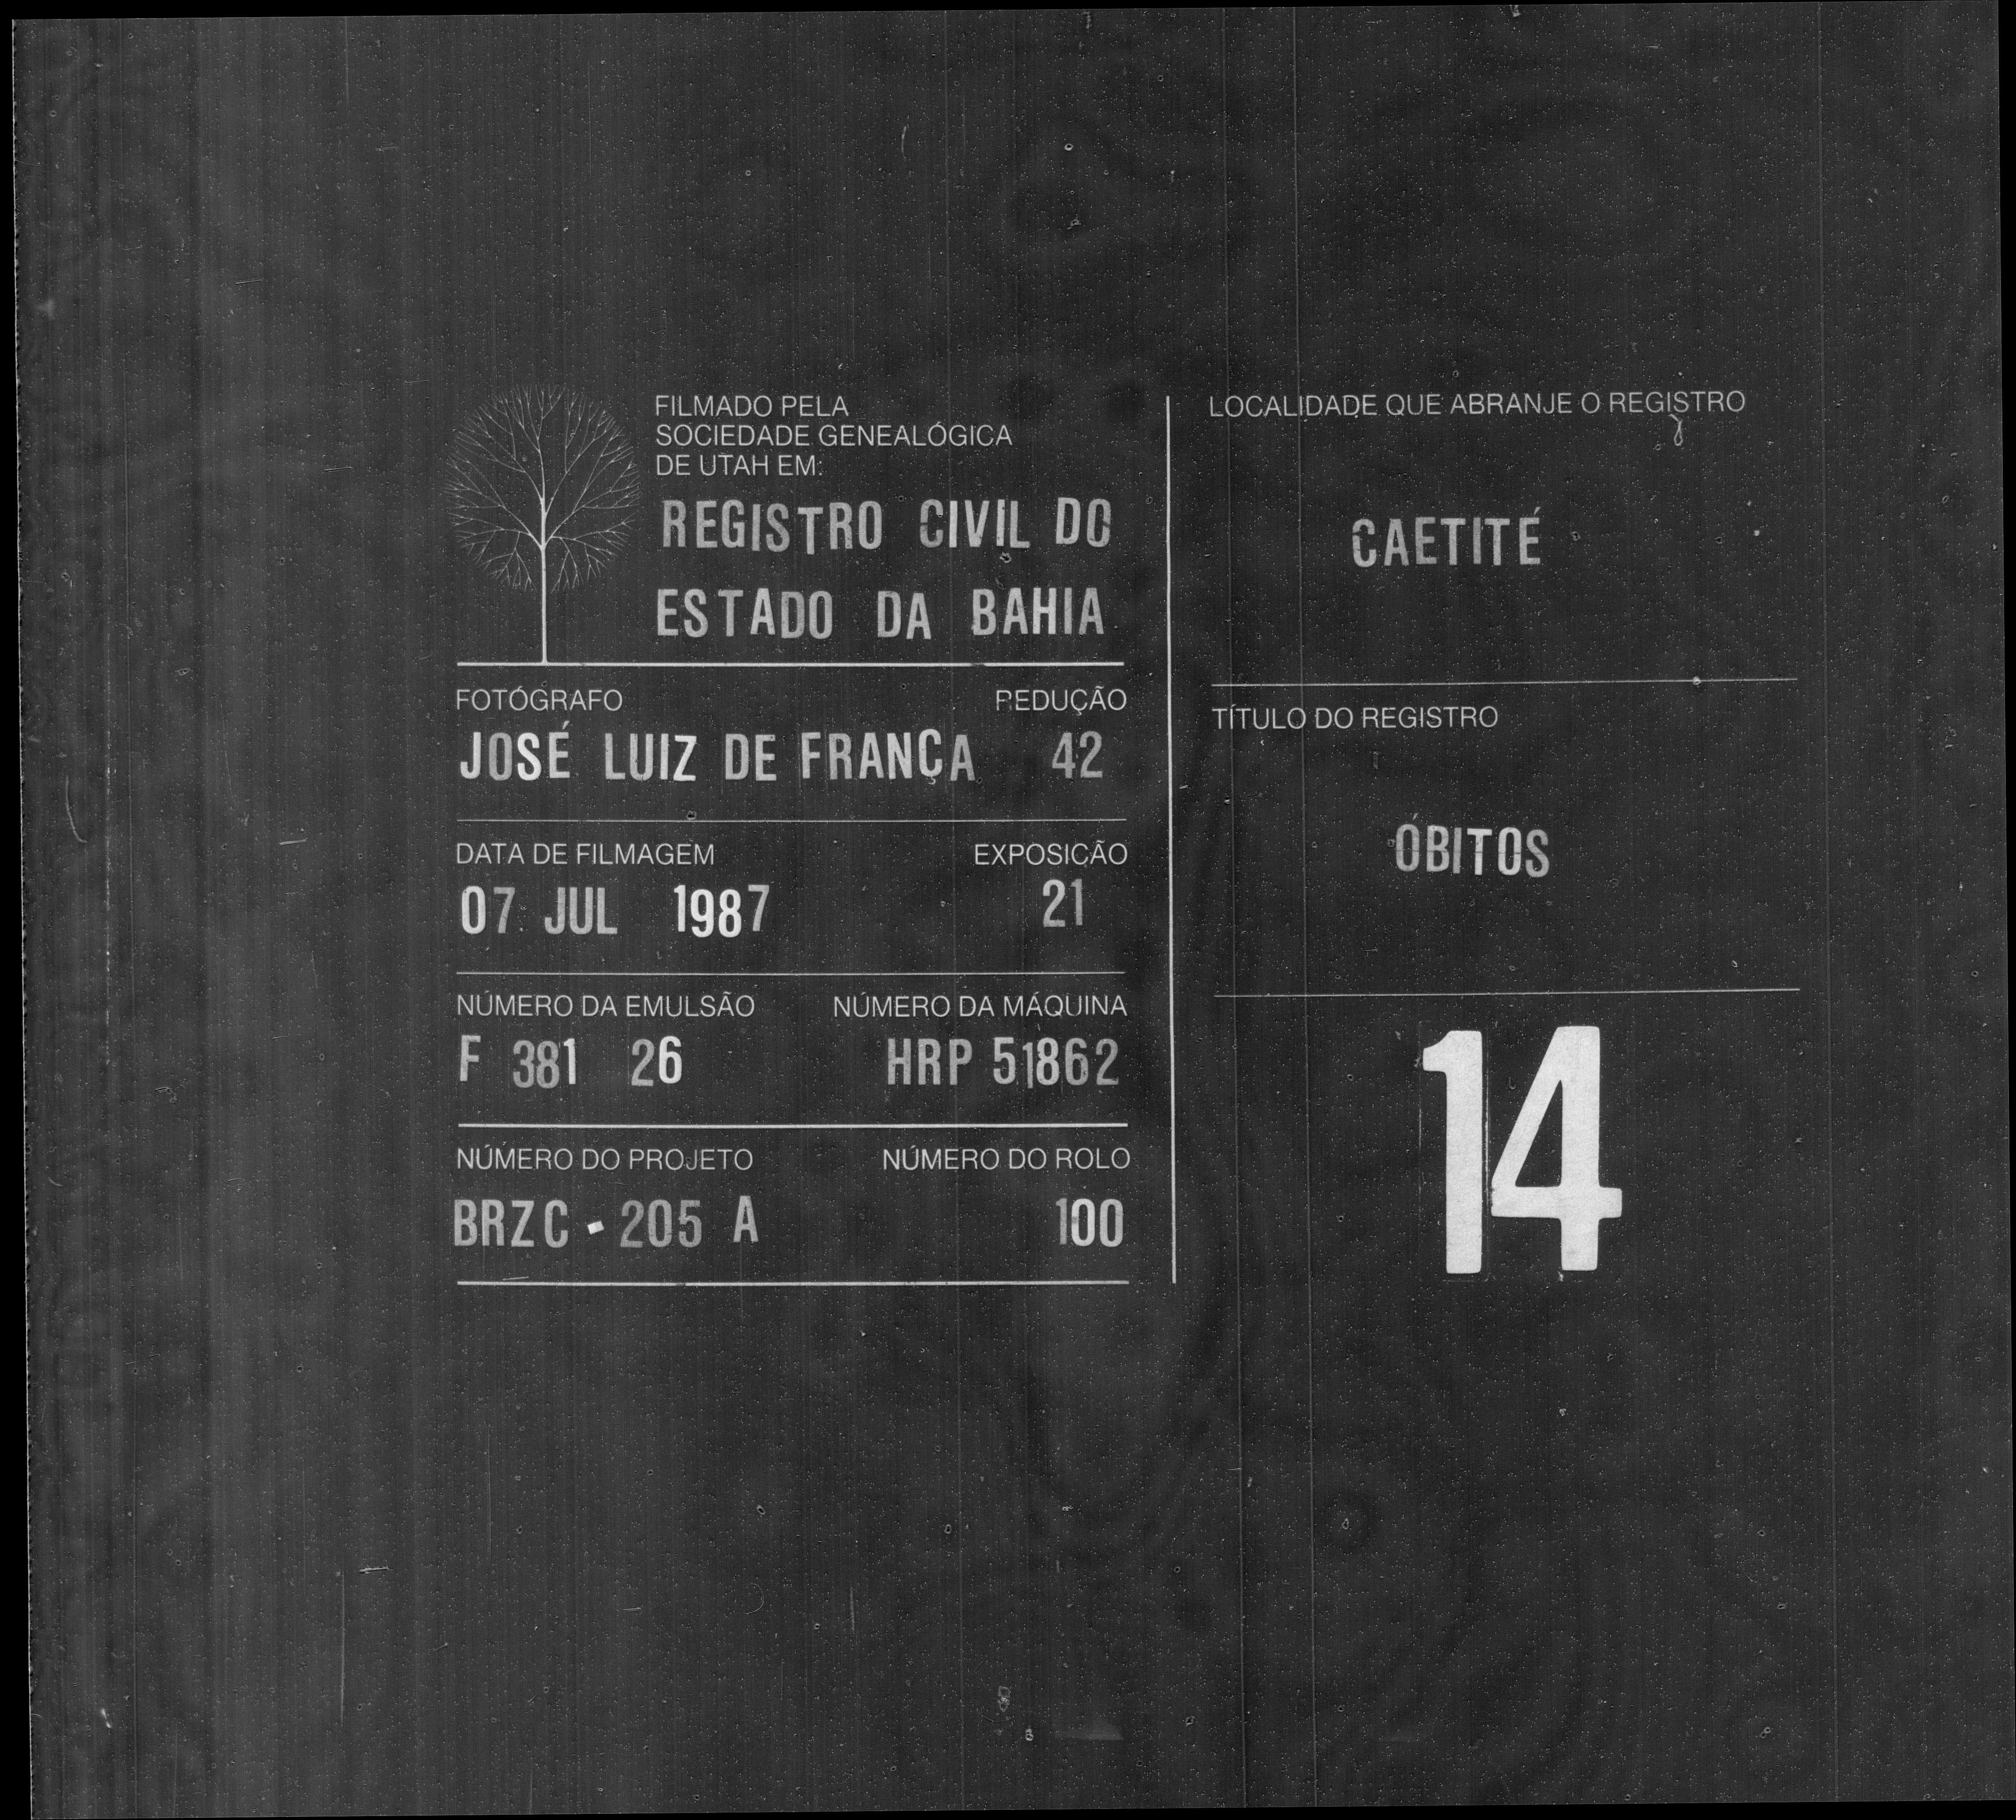 FILMADO PELA
SOCIEDADE GENEALÓGICA
DE UTAH EM:
REGISTRO CIVIL DO
ESTADO DA BAHIA
FOTÓGRAFO REDUÇÃO
JOSÉ LUIZ DE FRANÇA 42
DATA DE FILMAGEM EXPOSIÇÃO
07 JUL 1987 21
NÚMERO DA EMULSÃO NÚMERO DA MÁQUINA
F 381 26 HRP 51862
NÚMERO DO PROJETO NÚMERO DO ROLO
BRZC - 205 A 100
LOCALIDADE QUE ABRANJE O REGISTRO
CAETITÉ
TÍTULO DO REGISTRO
ÓBITOS
14